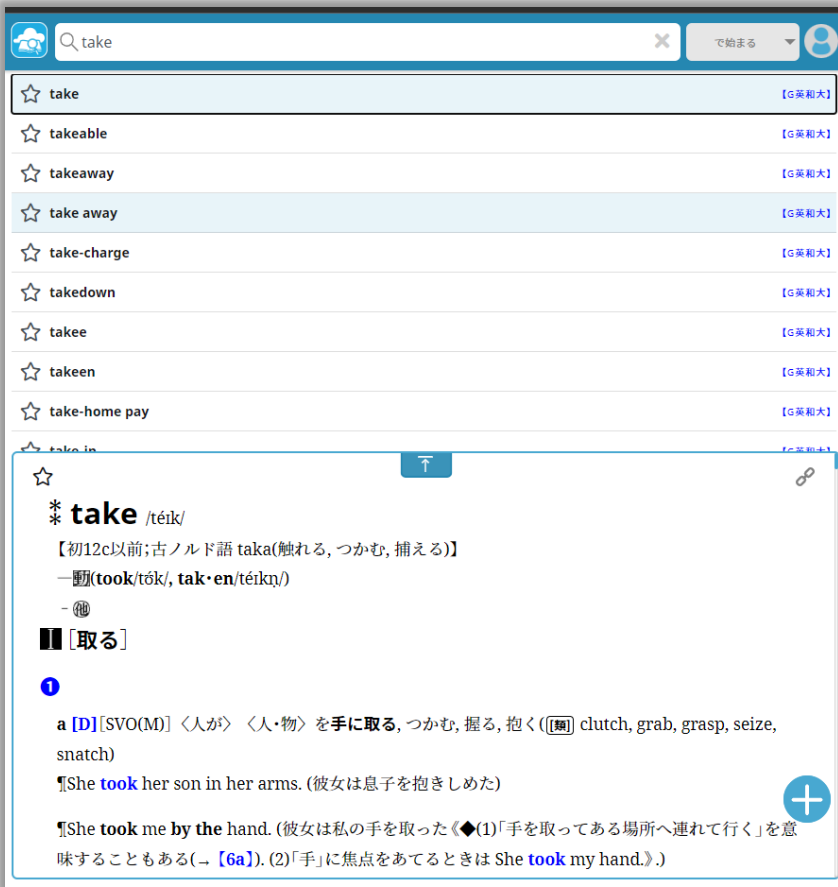 take
で始まる
take 【G英和大】
takeable 【G英和大】
takeaway 【G英和大】
take away 【G英和大】
take-charge 【G英和大】
takedown 【G英和大】
takee 【G英和大】
takeen 【G英和大】
take-home pay 【G英和大】
take-in 【G英和大】
⁑ take /téɪk/
【初12c以前;古ノルド語 taka(触れる, つかむ, 捕える)】
—動(took/tʊ́k/, tak・en/téɪkn̩/)
－他
I [取る]
1
a [D][SVO(M)]〈人が〉〈人・物〉を手に取る, つかむ, 握る, 抱く([類] clutch, grab, grasp, seize,
snatch)
¶She took her son in her arms. (彼女は息子を抱きしめた)
¶She took me by the hand. (彼女は私の手を取った《◆(1)「手を取ってある場所へ連れて行く」を意
味することもある(→【6a】). (2)「手」に焦点をあてるときは She took my hand.》.)